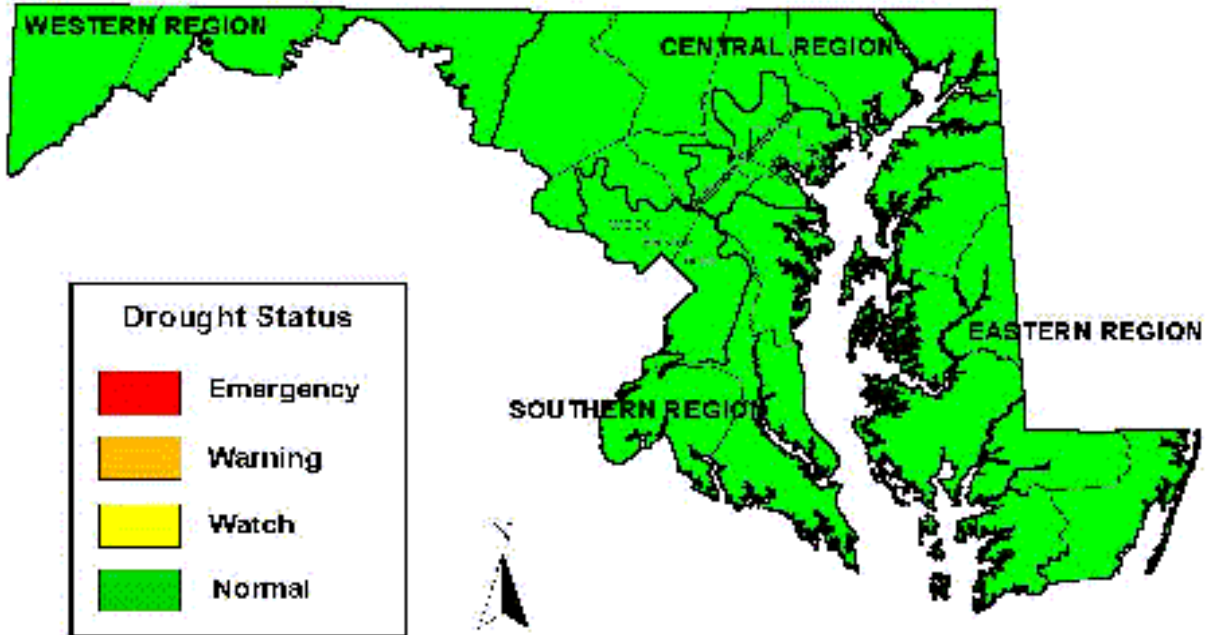 WESTERN REGION
CENTRAL REGION
EASTERN REGION
SOUTHERN REGION
Drought Status
Emergency
Warning
Watch
Normal
N